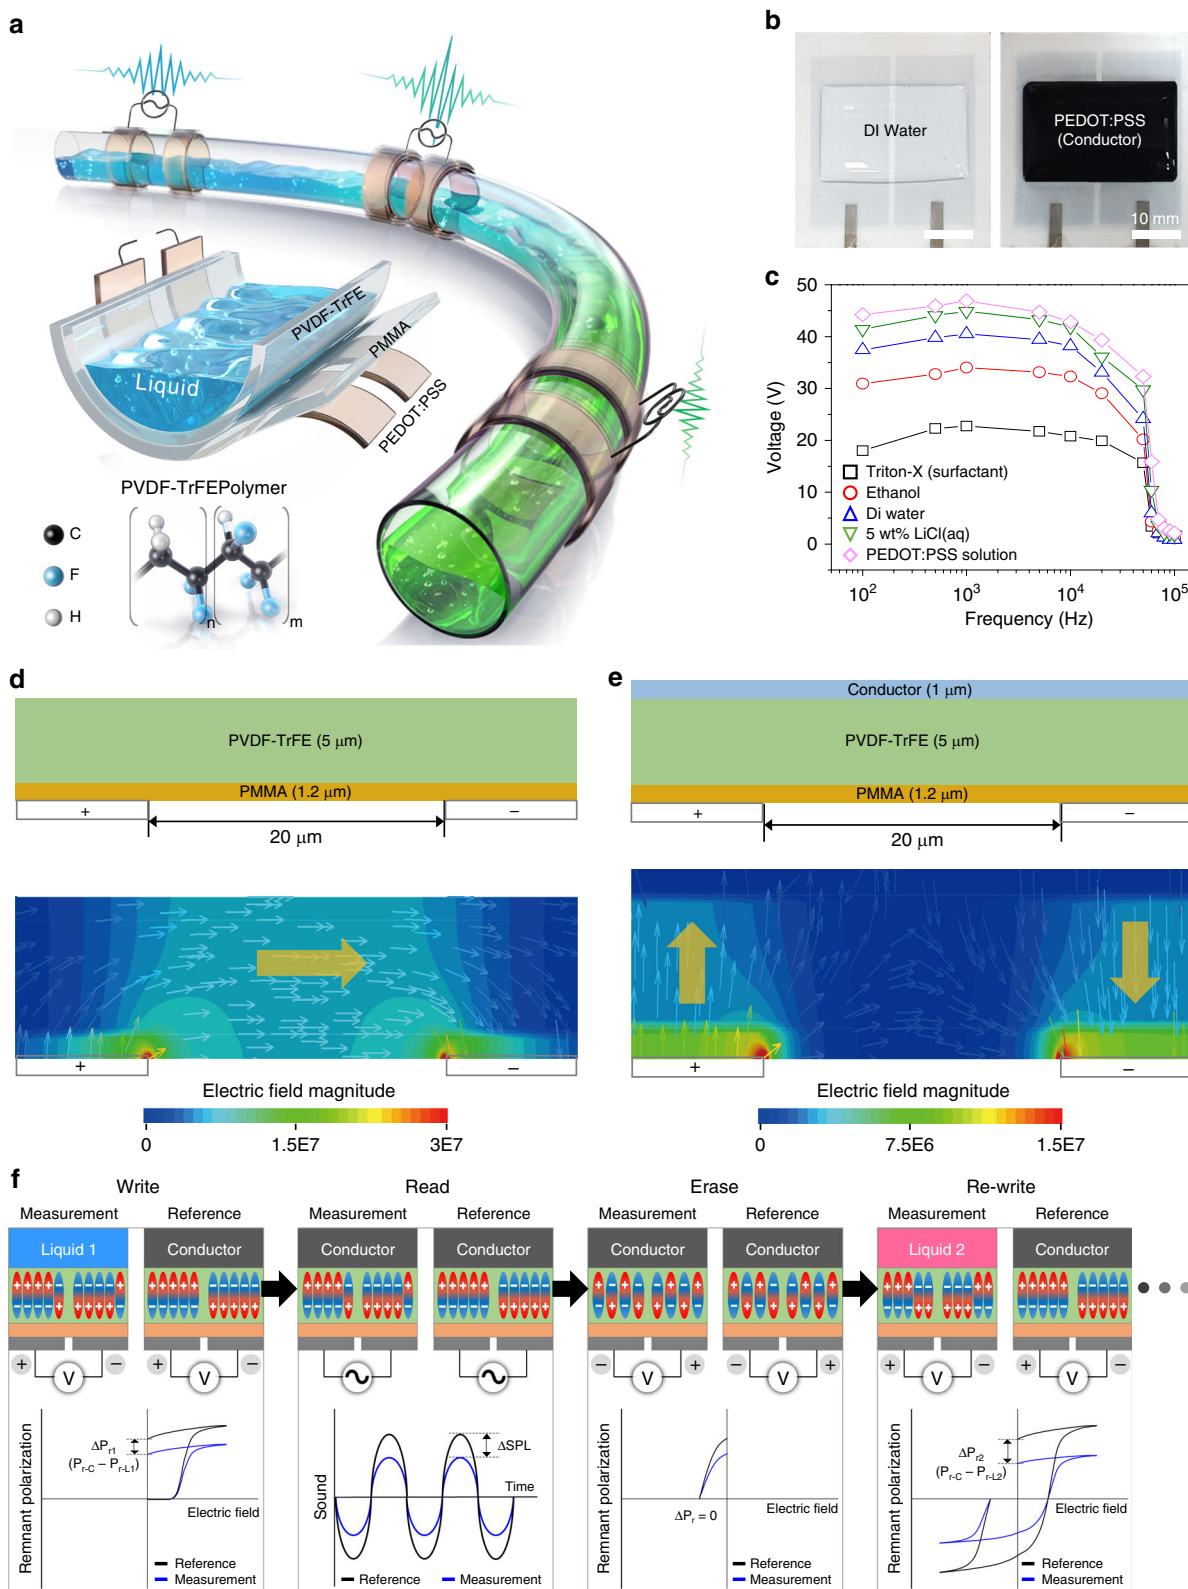 a
Liquid
PVDF-TrFE
PMMA
PEDOT:PSS
PVDF-TrFEPolymer
C
F
H
n
m
b
DI Water
PEDOT:PSS
(Conductor)
10 mm
c
Voltage (V)
50
40
30
20
10
0
Triton-X (surfactant)
Ethanol
Di water
5 wt% LiCl(aq)
PEDOT:PSS solution
10² 10³ 10⁴ 10⁵
Frequency (Hz)
d
PVDF-TrFE (5 μm)
PMMA (1.2 μm)
+ −
20 μm
+ −
Electric field magnitude
0 1.5E7 3E7
e
Conductor (1 μm)
PVDF-TrFE (5 μm)
PMMA (1.2 μm)
+ −
20 μm
+ −
Electric field magnitude
0 7.5E6 1.5E7
f
Write
Measurement Reference
Liquid 1 Conductor
+ V − + V −
Remnant polarization
ΔPr1
(Pr-C – Pr-L1)
Electric field
Reference
Measurement
Read
Measurement Reference
Conductor Conductor
Sound
ΔSPL
Time
Reference Measurement
Erase
Measurement Reference
Conductor Conductor
− V + − V +
Remnant polarization
Electric field
ΔPr = 0
Reference
Measurement
Re-write
Measurement Reference
Liquid 2 Conductor
+ V − + V −
Remnant polarization
ΔPr2
(Pr-C – Pr-L2)
Electric field
Reference
Measurement